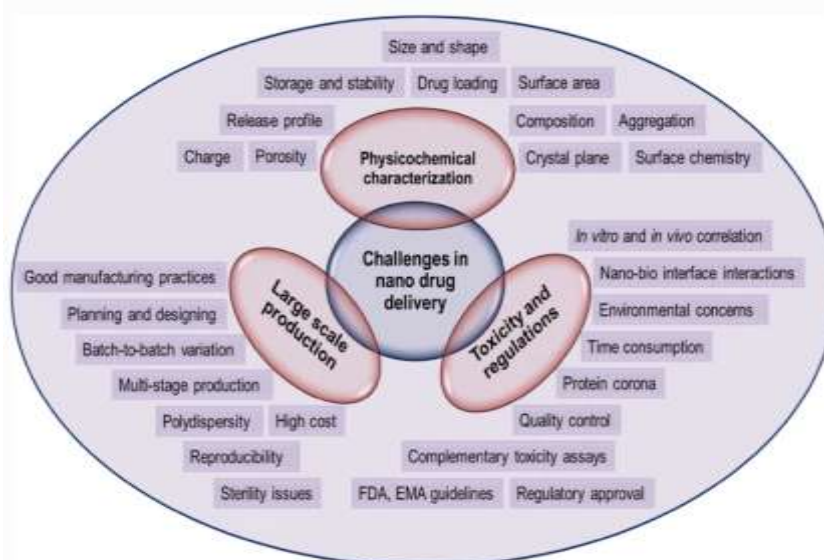 Size and shape
Storage and stability
Drug loading
Surface area
Release profile
Composition
Aggregation
Charge
Porosity
Physicochemical
characterization
Crystal plane
Surface chemistry
Challenges in
nano drug
delivery
In vitro and in vivo correlation
Nano-bio interface interactions
Environmental concerns
Time consumption
Protein corona
Quality control
Complementary toxicity assays
FDA, EMA guidelines
Regulatory approval
Toxicity and
regulations
Large scale
production
Good manufacturing practices
Planning and designing
Batch-to-batch variation
Multi-stage production
Polydispersity
High cost
Reproducibility
Sterility issues